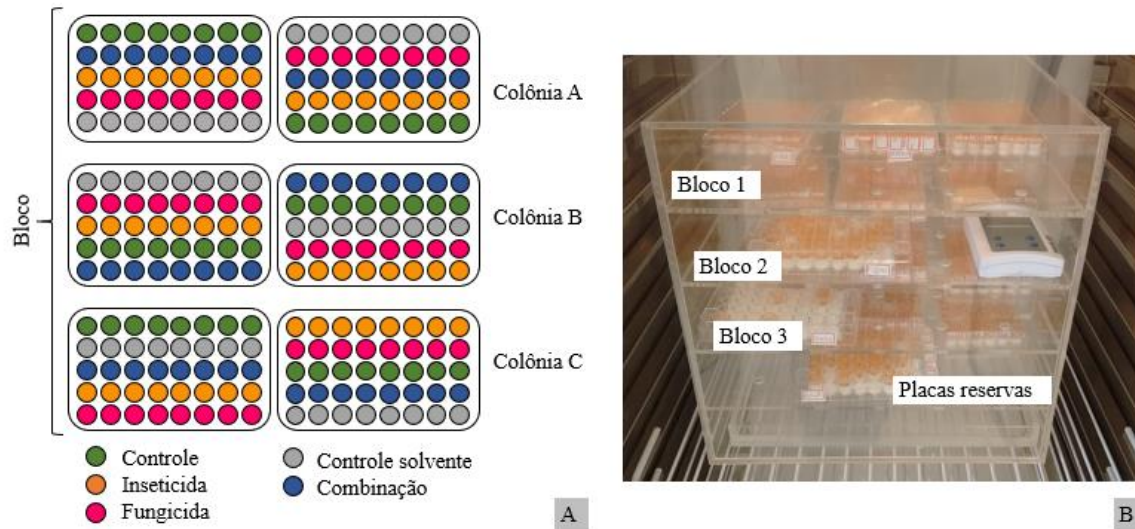 Bloco
Colônia A
Colônia B
Colônia C
Controle
Inseticida
Fungicida
Controle solvente
Combinação
A
Bloco 1
Bloco 2
Bloco 3
Placas reservas
B